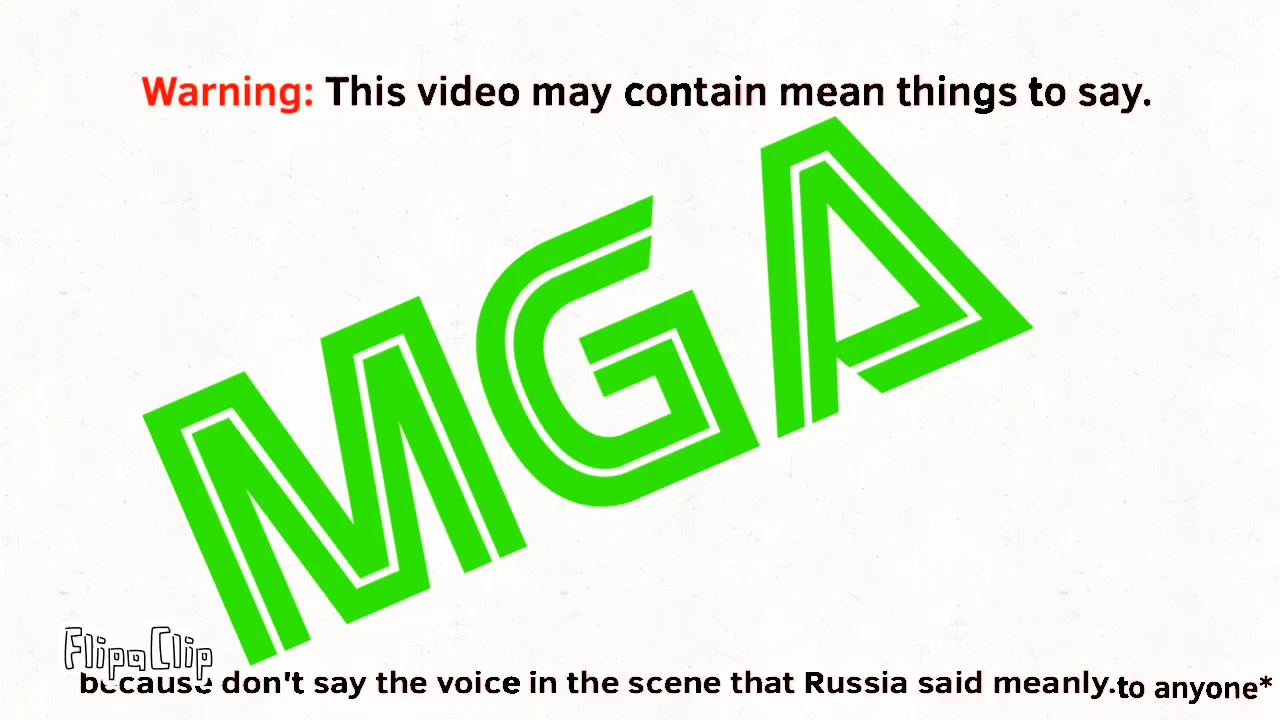 Warning: This video may contain mean things to say.
MGA
FlipaClip
because don't say the voice in the scene that Russia said meanly.to anyone*